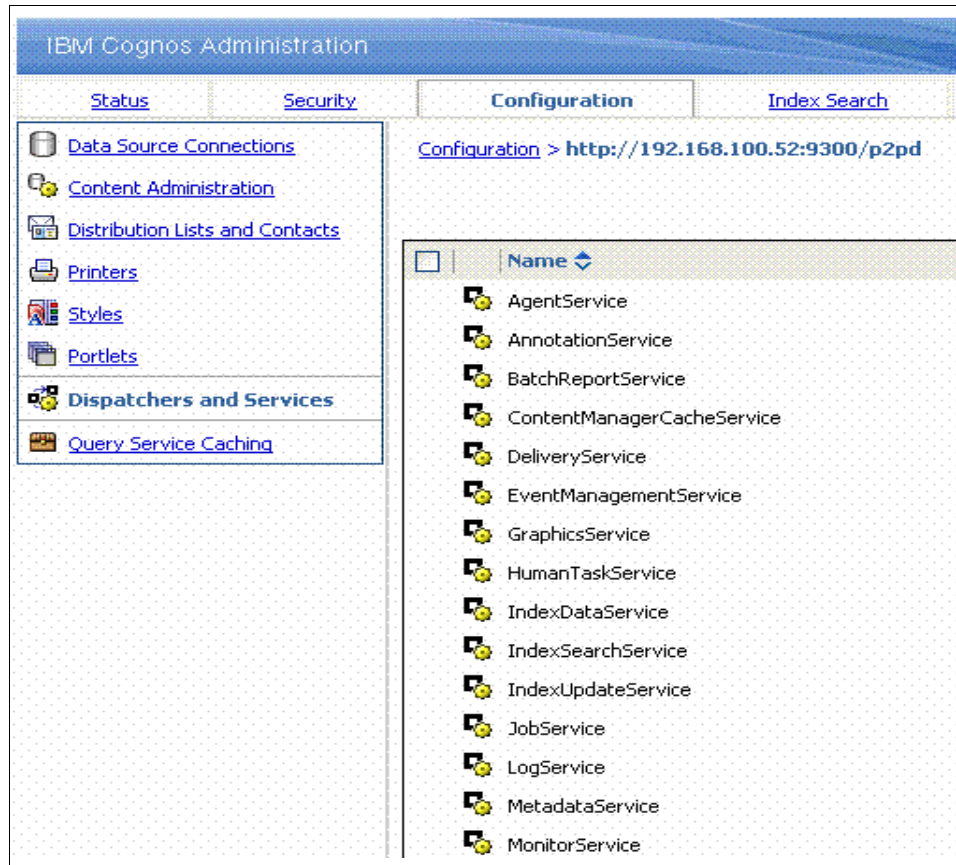 IBM Cognos Administration
Status Security Configuration Index Search
Data Source Connections
Content Administration
Distribution Lists and Contacts
Printers
Styles
Portlets
Dispatchers and Services
Query Service Caching
Configuration > http://192.168.100.52:9300/p2pd
Name
AgentService
AnnotationService
BatchReportService
ContentManagerCacheService
DeliveryService
EventManagementService
GraphicsService
HumanTaskService
IndexDataService
IndexSearchService
IndexUpdateService
JobService
LogService
MetadataService
MonitorService